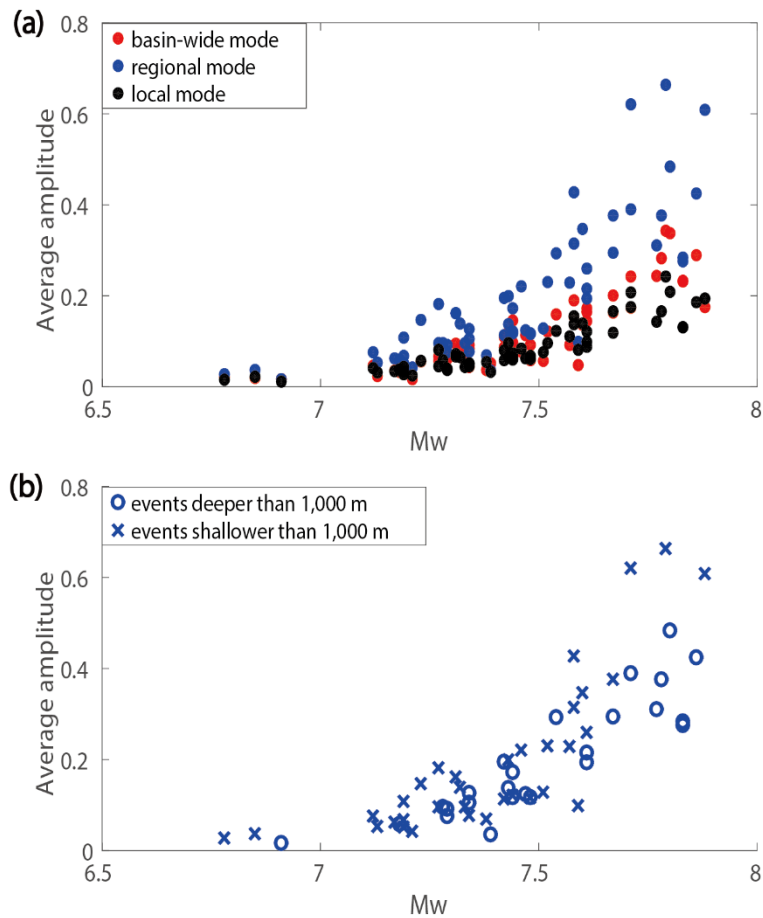 (a)
0.8
basin-wide mode
regional mode
local mode
0.6
0.4
0.2
0
Average amplitude
6.5 7 7.5 8
Mw
(b)
0.8
events deeper than 1,000 m
events shallower than 1,000 m
0.6
0.4
0.2
0
Average amplitude
6.5 7 7.5 8
Mw